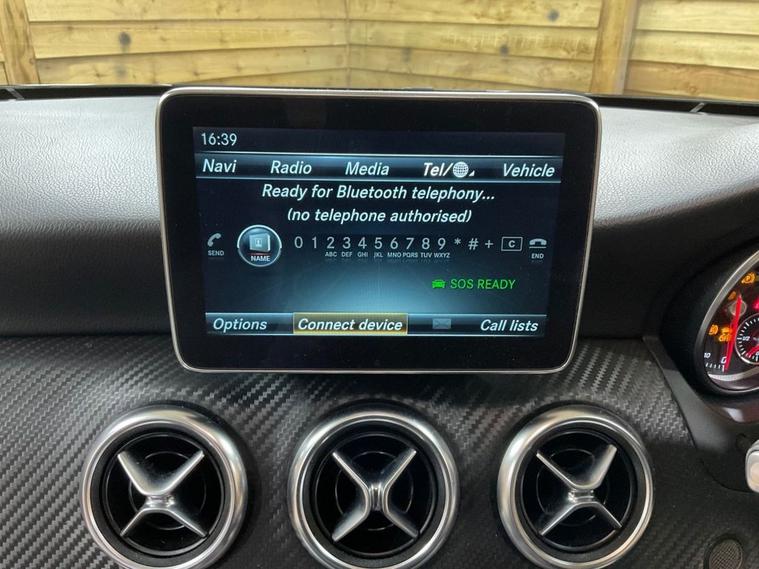 16:39
Navi Radio Media Tel/ Vehicle
Ready for Bluetooth telephony...
(no telephone authorised)
0 1 2 3 4 5 6 7 8 9 * # + C
ABC DEF GHI JKL MNO PQRS TUV WXYZ
SEND NAME END
SOS READY
Options Connect device Call lists